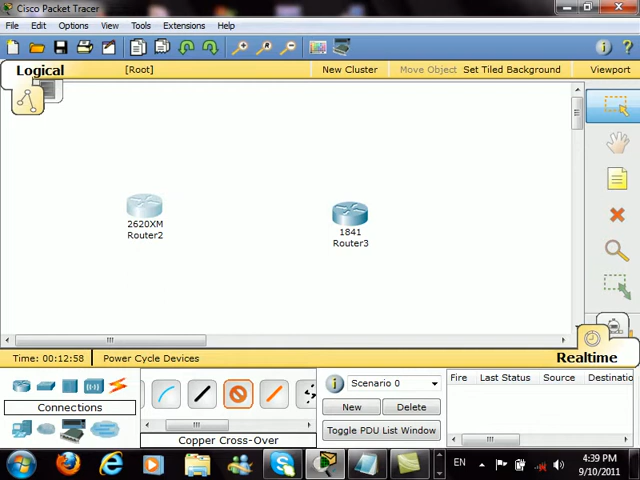 Cisco Packet Tracer
File Edit Options View Tools Extensions Help
Logical [Root] New Cluster Move Object Set Tiled Background Viewport
2620XM
Router2
1841
Router3
Time: 00:12:58 Power Cycle Devices Realtime
Connections
Copper Cross-Over
Scenario 0
New Delete
Toggle PDU List Window
Fire Last Status Source Destinatio
EN 4:39 PM
9/10/2011